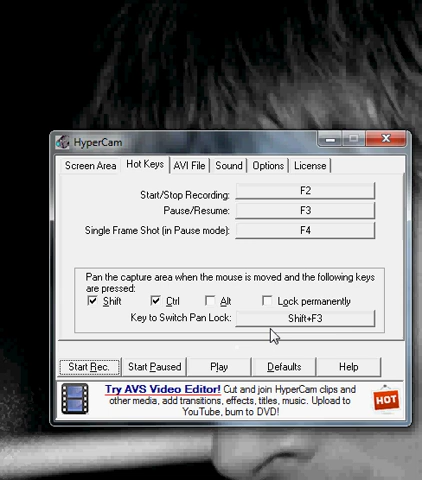 HyperCam
Screen Area Hot Keys AVI File Sound Options License
Start/Stop Recording: F2
Pause/Resume: F3
Single Frame Shot (in Pause mode): F4
Pan the capture area when the mouse is moved and the following keys
are pressed:
Shift Ctrl Alt Lock permanently
Key to Switch Pan Lock: Shift+F3
Start Rec. Start Paused Play Defaults Help
Try AVS Video Editor! Cut and join HyperCam clips and
other media, add transitions, effects, titles, music. Upload to
YouTube, burn to DVD!
HOT